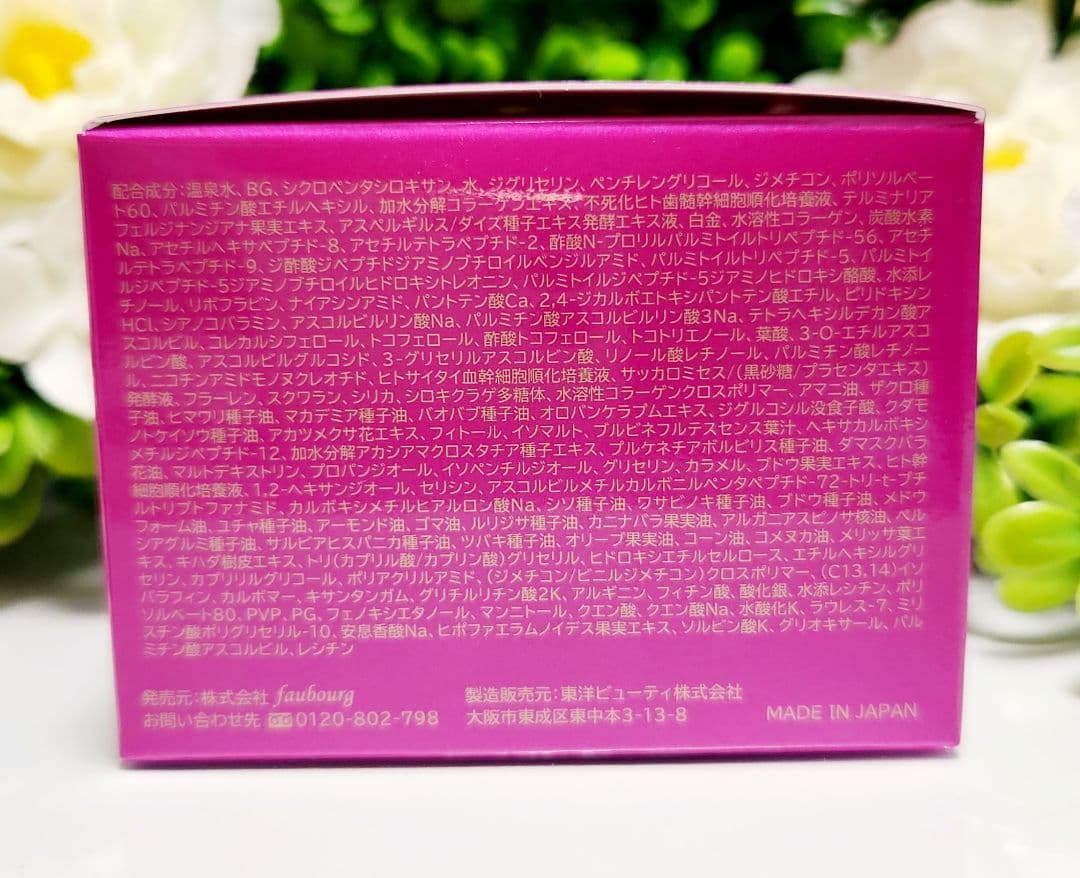 配合成分:温泉水、BG、シクロペンタシロキサン、水、ジグリセリン、ペンチレングリコール、ジメチコン、ポリソルベー
ト60、パルミチン酸エチルヘキシル、加水分解コラーゲンエキス、不死化ヒト歯髄幹細胞順化培養液、テルミナリア
フェルジナンジアナ果実エキス、アスペルギルス/ダイズ種子エキス発酵エキス液、白金、水溶性コラーゲン、炭酸水素
Na、アセチルヘキサペプチド-8、アセチルテトラペプチド-2、酢酸N-プロリルパルミトイルトリペプチド-56、アセチ
ルテトラペプチド-9、ジ酢酸ジペプチドジアミノブチロイルベンジルアミド、パルミトイルトリペプチド-5、パルミトイ
ルジペプチド-5ジアミノブチロイルヒドロキシトレオニン、パルミトイルジペプチド-5ジアミノヒドロキシ酪酸、水添レ
チノール、リボフラビン、ナイアシンアミド、パントテン酸Ca、2,4-ジカルボエトキシパントテン酸エチル、ピリドキシン
HCl、シアノコバラミン、アスコルビルリン酸Na、パルミチン酸アスコルビルリン酸3Na、テトラヘキシルデカン酸ア
スコルビル、コレカルシフェロール、トコフェロール、酢酸トコフェロール、トコトリエノール、葉酸、3-O-エチルアスコ
ルビン酸、アスコルビルグルコシド、3-グリセリルアスコルビン酸、リノール酸レチノール、パルミチン酸レチノー
ル、ニコチンアミドモノヌクレオチド、ヒトサイタイ血幹細胞順化培養液、サッカロミセス/(黒砂糖/プラセンタエキス)
発酵液、フラーレン、スクワラン、シリカ、シロキクラゲ多糖体、水溶性コラーゲンクロスポリマー、アマニ油、ザクロ種
子油、ヒマワリ種子油、マカデミア種子油、バオバブ種子油、オロバンケラプムエキス、ジグルコシル没食子酸、クダモ
ノトケイソウ種子油、アカツメクサ花エキス、フィトール、イソマルト、ブルビネフルテスセンス葉汁、ヘキサカルボキシ
メチルジペプチド-12、加水分解アカシアマクロスタチア種子エキス、プルケネチアボルビリス種子油、ダマスクバラ
花油、マルトデキストリン、プロパンジオール、イソペンチルジオール、グリセリン、カラメル、ブドウ果実エキス、ヒト幹
細胞順化培養液、1,2-ヘキサンジオール、セリシン、アスコルビルメチルカルボニルペンタペプチド-72-トリ-t-ブチ
ルトリプトファナミド、カルボキシメチルヒアルロン酸Na、シソ種子油、ワサビノキ種子油、ブドウ種子油、メドウ
フォーム油、ユチャ種子油、アーモンド油、ゴマ油、ルリジサ種子油、カニナバラ果実油、アルガニアスピノサ核油、ペル
シアグルミ種子油、サルビアヒスパニカ種子油、ツバキ種子油、オリーブ果実油、コーン油、コメヌカ油、メリッサ葉エ
キス、キハダ樹皮エキス、トリ(カプリル酸/カプリン酸)グリセリル、ヒドロキシエチルセルロース、エチルヘキシルグリ
セリン、カプリリルグリコール、ポリアクリルアミド、(ジメチコン/ビニルジメチコン)クロスポリマー、(C13,14)イソ
パラフィン、カルボマー、キサンタンガム、グリチルリチン酸2K、アルギニン、フィチン酸、酸化銀、水添レシチン、ポリ
ソルベート80、PVP、PG、フェノキシエタノール、マンニトール、クエン酸、クエン酸Na、水酸化K、ラウレス-7、ミリ
スチン酸ポリグリセリル-10、安息香酸Na、ヒポファエラムノイデス果実エキス、ソルビン酸K、グリオキサール、パル
ミチン酸アスコルビル、レシチン
発売元:株式会社 faubourg
お問い合わせ先 0120-802-798
製造販売元:東洋ビューティ株式会社
大阪市東成区東中本3-13-8
MADE IN JAPAN